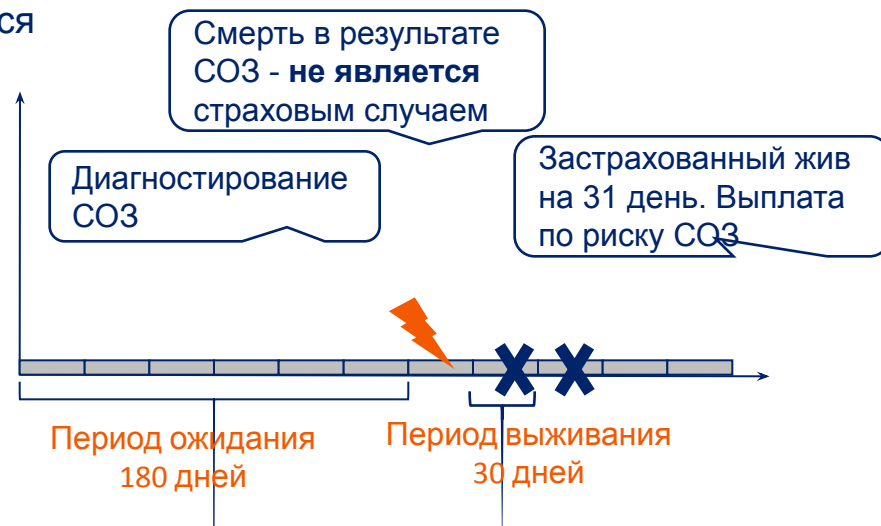 ся
Смерть в результате
СОЗ - не является
страховым случаем
Диагностирование
СОЗ
Застрахованный жив
на 31 день. Выплата
по риску СОЗ
Период ожидания
180 дней
Период выживания
30 дней